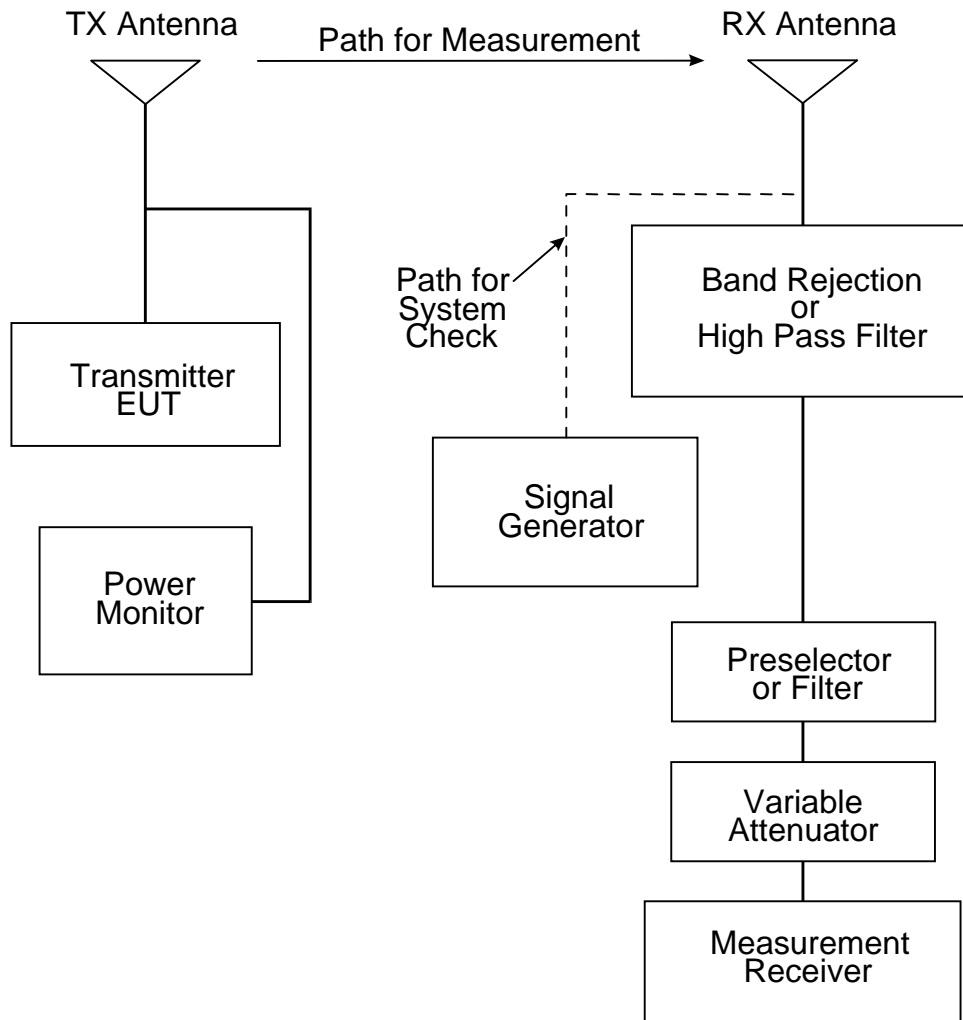 TX Antenna
Path for Measurement
RX Antenna
Path for
System
Check
Band Rejection
or
High Pass Filter
Transmitter
EUT
Signal
Generator
Power
Monitor
Preselector
or Filter
Variable
Attenuator
Measurement
Receiver